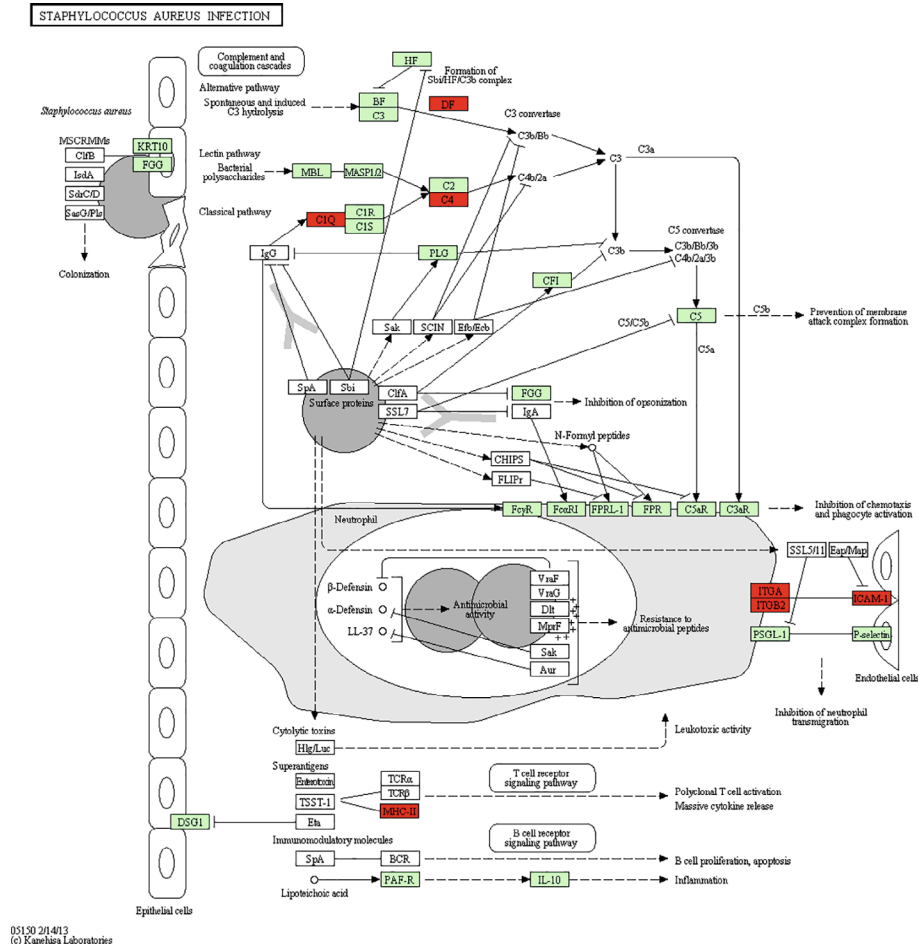 STAPHYLOCOCCUS AUREUS INFECTION
Complement and
coagulation cascades
HF
Formation of
Sbi/HF/C3b complex
Alternative pathway
Spontaneous and induced
C3 hydrolysis
BF
C3
DF
C3 convertase
C3b/Bb
Staphylococcus aureus
MSCRMMs
ClfB
IsdA
SdrC/D
SasG/Pls
KRT10
FGG
Colonization
Lectin pathway
Bacterial
polysaccharides
MBL
MASP1/2
C2
C4
C4b/2a
C3
C3a
Classical pathway
C1Q
C1R
C1S
IgG
PLG
C3b
C5 convertase
C3b/Bb/3b
C4b/2a/3b
CFI
Sak
SCIN
Efb/Ecb
C5/C5b
C5
C5b
Prevention of membrane
attack complex formation
C5a
SpA
Sbi
Surface proteins
ClfA
SSL7
FGG
IgA
Inhibition of opsonization
N-Formyl peptides
CHIPS
FLIPr
Neutrophil
FcγR
FcαRI
FPRL-1
FPR
C5aR
C3aR
Inhibition of chemotaxis
and phagocyte activation
SSL5/11
Eap/Map
β-Defensin
α-Defensin
LL-37
Antimicrobial
activity
VraF
VraG
Dlt
MprF
Sak
Aur
+
+
+
+
+
+ +
Resistance to
antimicrobial peptides
ITGA
ITGB2
ICAM-1
PSGL-1
P-selectin
Endothelial cells
Inhibition of neutrophil
transmigration
Cytolytic toxins
Hlg/Luc
Leukotoxic activity
Superantigens
Enterotoxin
TSST-1
Eta
TCRα
TCRβ
MHC-II
T cell receptor
signaling pathway
Polyclonal T cell activation
Massive cytokine release
DSG1
Immunomodulatory molecules
B cell receptor
signaling pathway
SpA
BCR
B cell proliferation, apoptosis
Lipoteichoic acid
PAF-R
IL-10
Inflammation
Epithelial cells
05150 2/14/13
(c) Kanehisa Laboratories